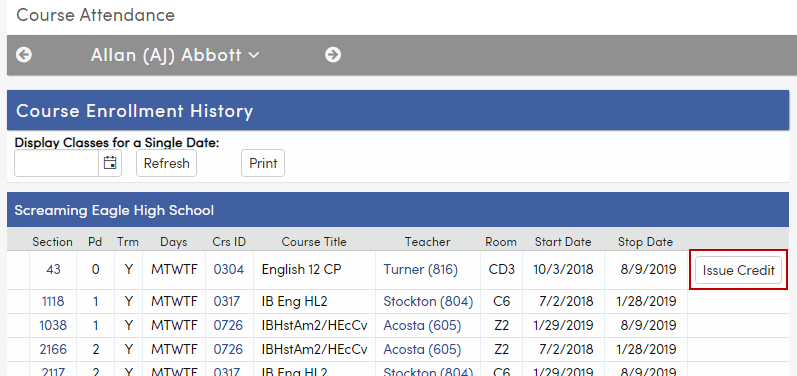 Course Attendance
Allan (AJ) Abbott
Course Enrollment History
Display Classes for a Single Date:
Refresh Print
Screaming Eagle High School
Section Pd Trm Days Crs ID Course Title Teacher Room Start Date Stop Date
43 0 Y MTWTF 0304 English 12 CP Turner (816) CD3 10/3/2018 8/9/2019 Issue Credit
1118 1 Y MTWTF 0317 IB Eng HL2 Stockton (804) C6 7/2/2018 1/28/2019
1038 1 Y MTWTF 0726 IBHstAm2/HEcCv Acosta (605) Z2 1/29/2019 8/9/2019
2166 2 Y MTWTF 0726 IBHstAm2/HEcCv Acosta (605) Z2 7/2/2018 1/28/2019
2117 2 Y MTWTF 0317 IB Eng HL2 Stockton (804) C6 1/29/2019 8/9/2019